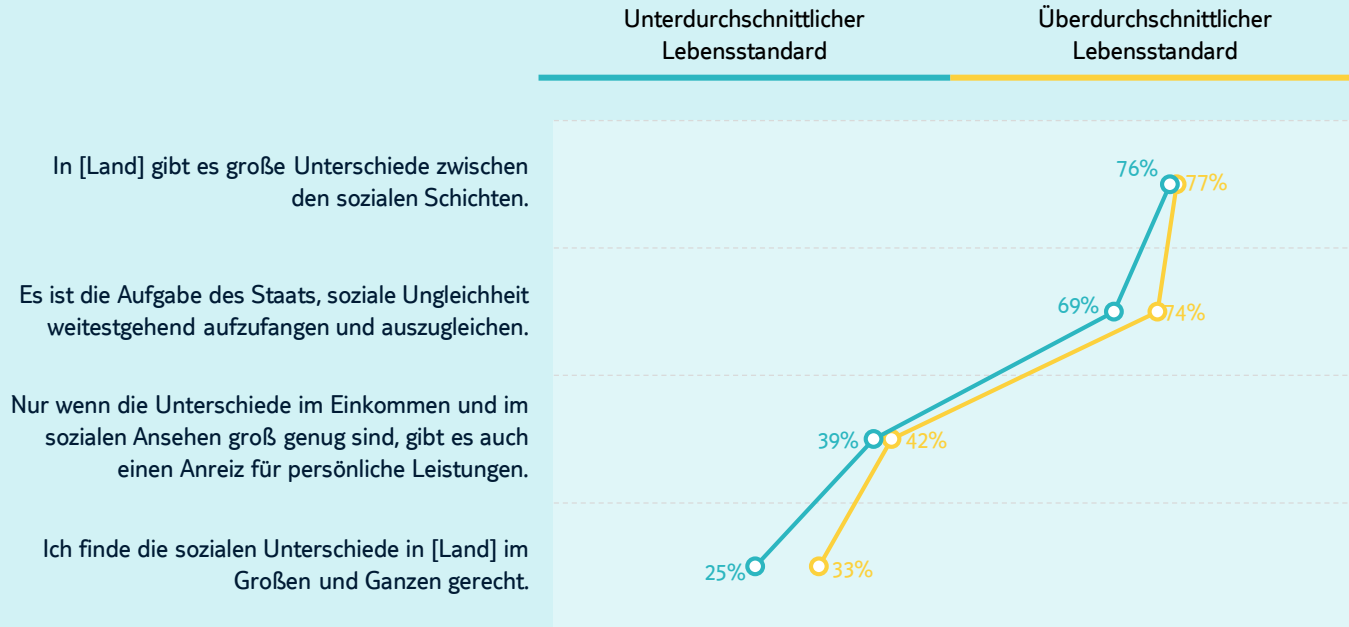 Unterdurchschnittlicher
Lebensstandard
Überdurchschnittlicher
Lebensstandard
In [Land] gibt es große Unterschiede zwischen
den sozialen Schichten.
76%
77%
Es ist die Aufgabe des Staats, soziale Ungleichheit
weitestgehend aufzufangen und auszugleichen.
69%
74%
Nur wenn die Unterschiede im Einkommen und im
sozialen Ansehen groß genug sind, gibt es auch
einen Anreiz für persönliche Leistungen.
39%
42%
Ich finde die sozialen Unterschiede in [Land] im
Großen und Ganzen gerecht.
25%
33%